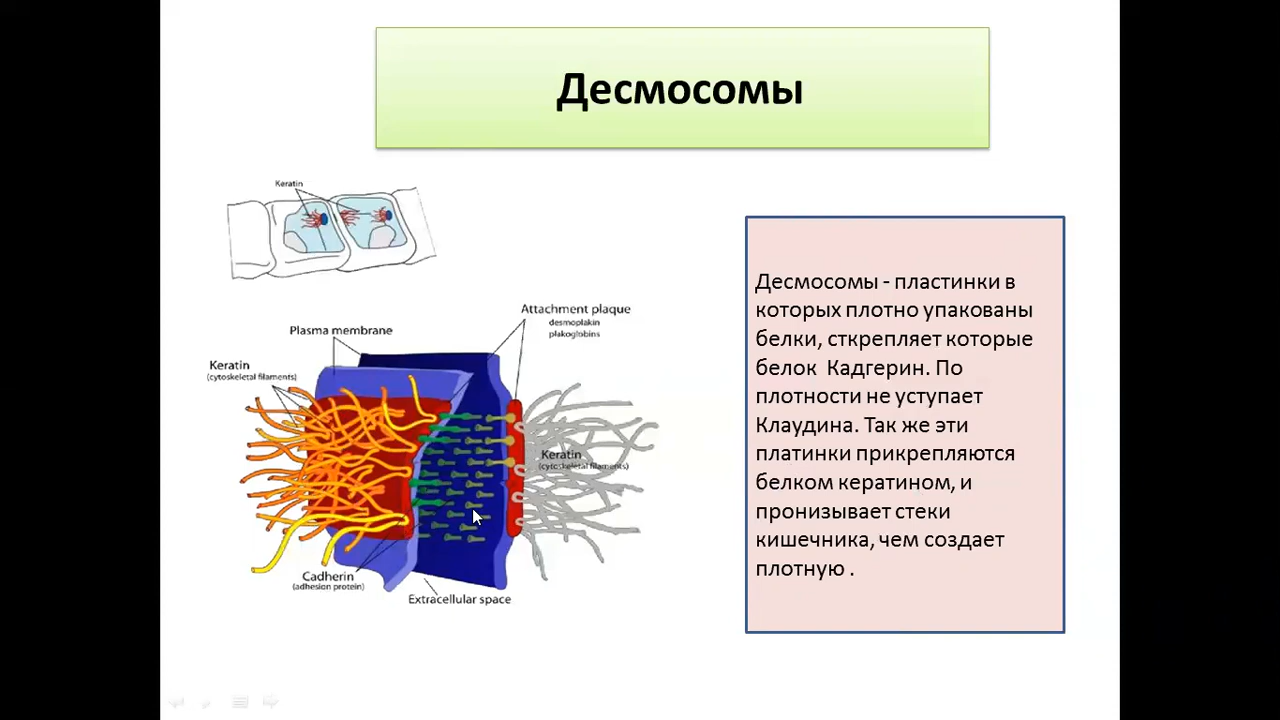 Десмосомы
Keratin
Attachment plaque
desmoplakin
plakoglobins
Plasma membrane
Keratin
(cytoskeletal filaments)
Keratin
(cytoskeletal filaments)
Cadherin
(adhesion protein)
Extracellular space
Десмосомы - пластинки в
которых плотно упакованы
белки, сткрепляет которые
белок Кадгерин. По
плотности не уступает
Клаудина. Так же эти
платинки прикрепляются
белком кератином, и
пронизывает стеки
кишечника, чем создает
плотную .